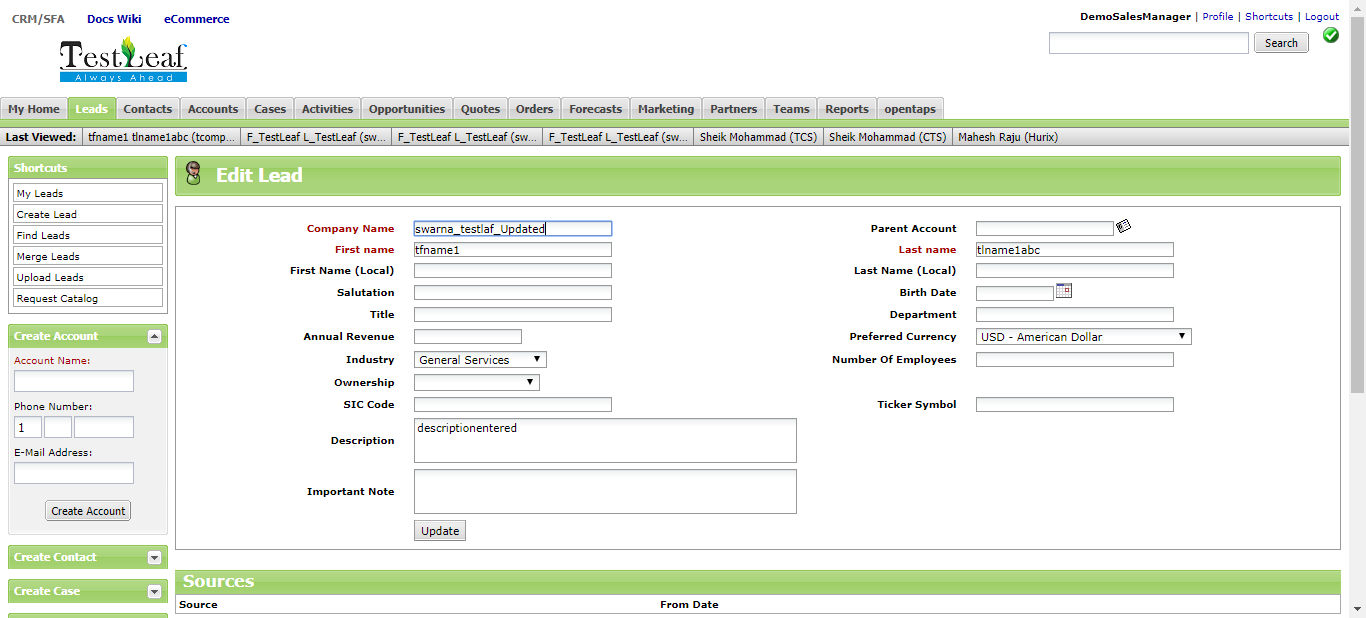 CRM/SFA Docs Wiki eCommerce
DemoSalesManager | Profile | Shortcuts | Logout
Search
TestLeaf
Always Ahead
My Home Leads Contacts Accounts Cases Activities Opportunities Quotes Orders Forecasts Marketing Partners Teams Reports opentaps
Last Viewed: tfname1 tlname1abc (tcomp... F_TestLeaf L_TestLeaf (sw... F_TestLeaf L_TestLeaf (sw... F_TestLeaf L_TestLeaf (sw... Sheik Mohammad (TCS) Sheik Mohammad (CTS) Mahesh Raju (Hurix)
Shortcuts
My Leads
Create Lead
Find Leads
Merge Leads
Upload Leads
Request Catalog
Create Account
Account Name:
Phone Number:
1
E-Mail Address:
Create Account
Create Contact
Create Case
Edit Lead
Company Name swarna_testlaf_Updated Parent Account
First name tfname1 Last name tlname1abc
First Name (Local) Last Name (Local)
Salutation Birth Date
Title Department
Annual Revenue Preferred Currency USD - American Dollar
Industry General Services Number Of Employees
Ownership
SIC Code Ticker Symbol
Description descriptionentered
Important Note
Update
Sources
Source From Date